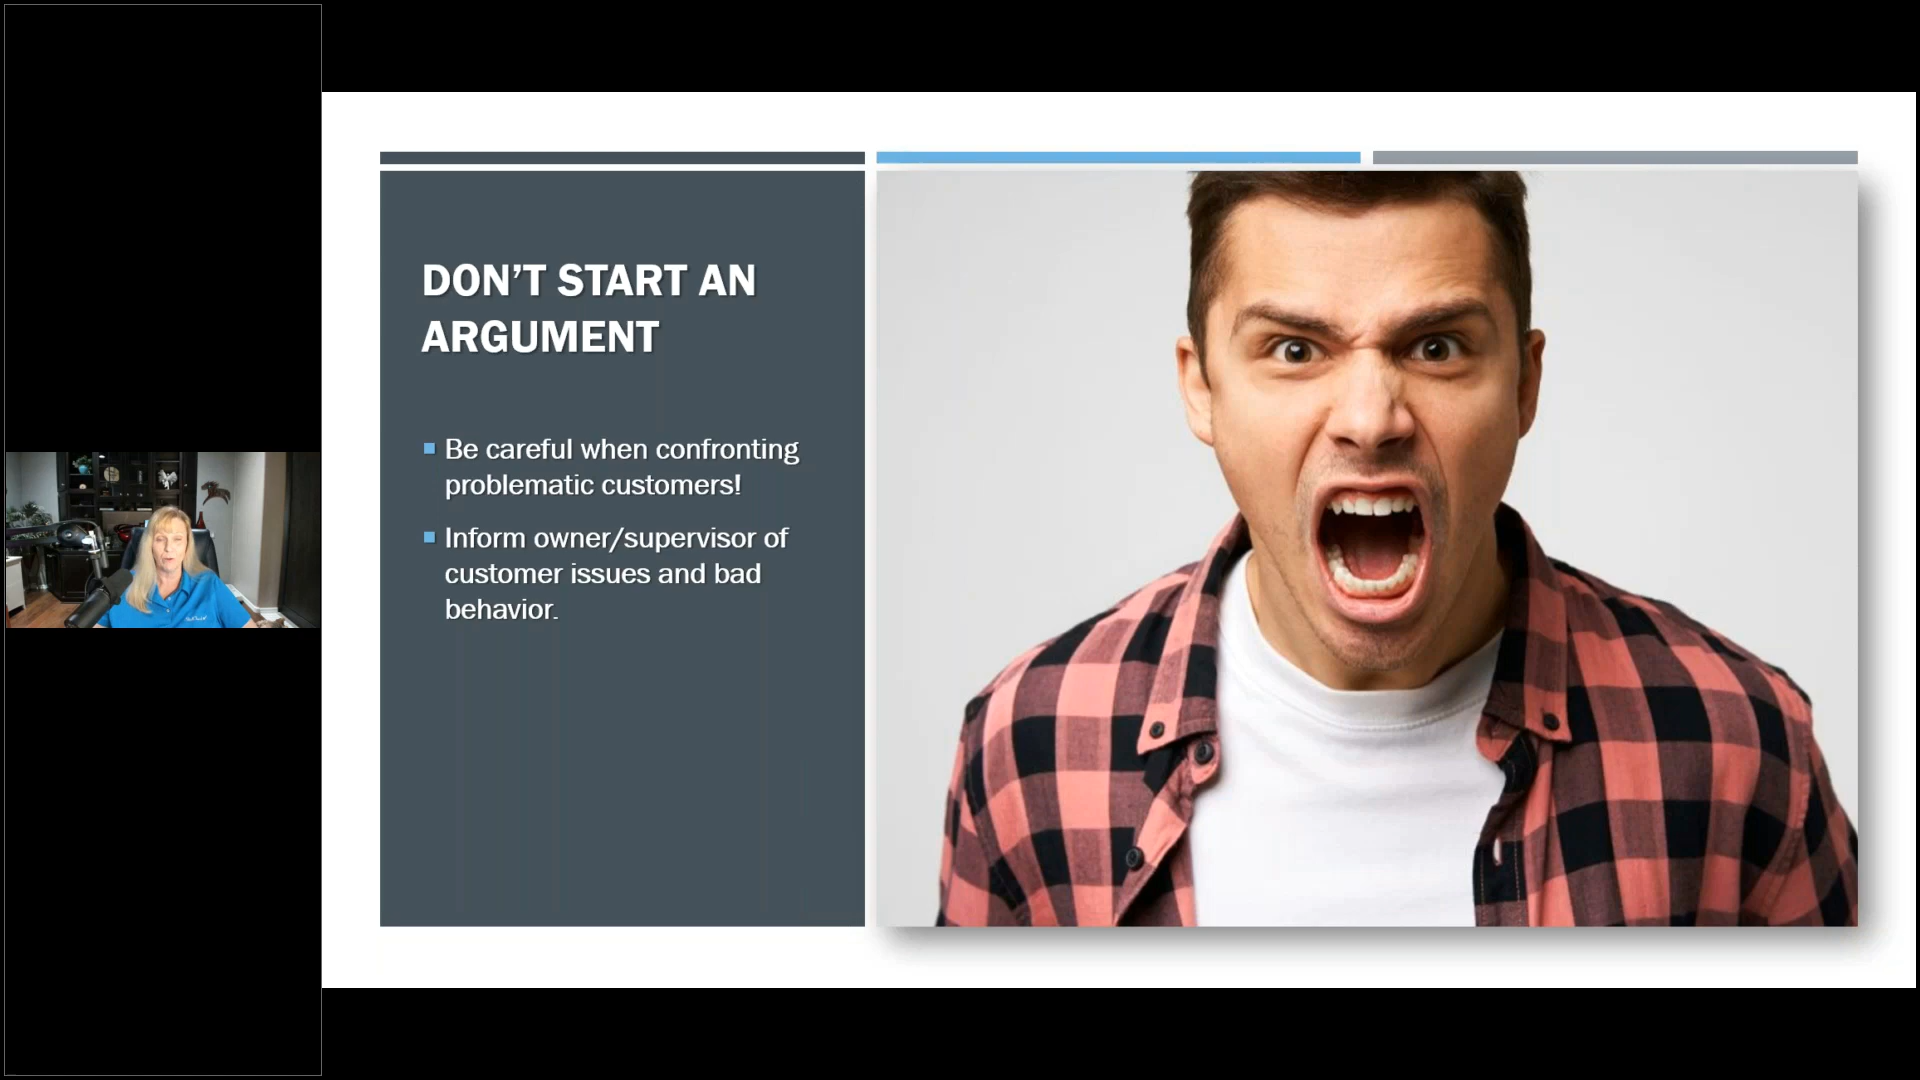 DON’T START AN
ARGUMENT
Be careful when confronting
problematic customers!
Inform owner/supervisor of
customer issues and bad
behavior.